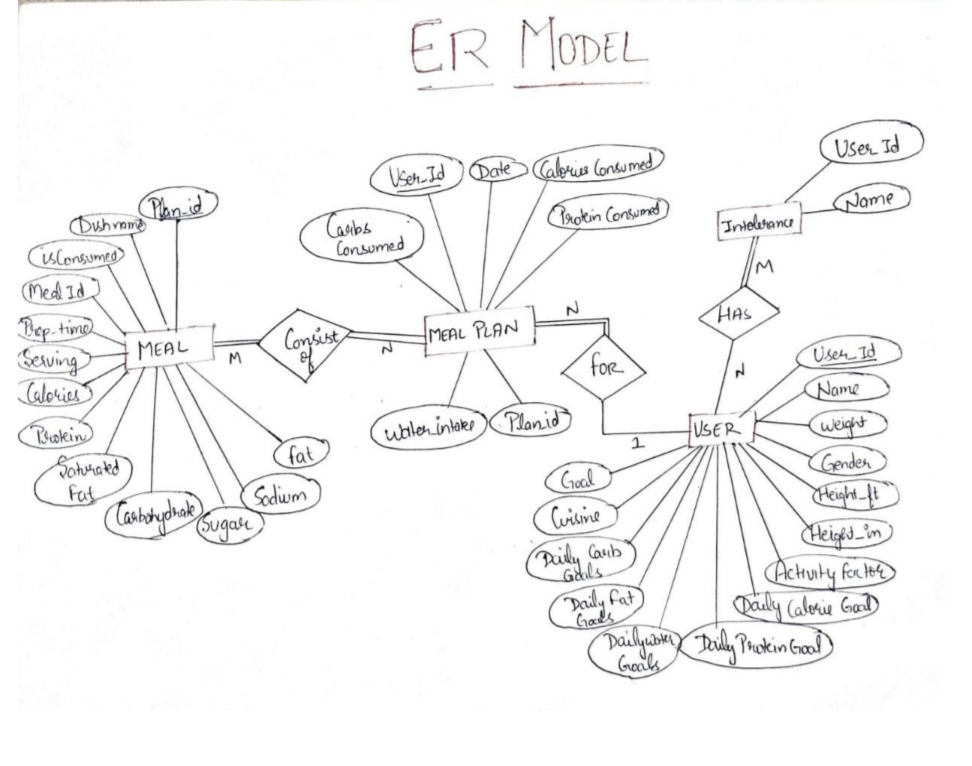 ER MODEL
User Id
Name
Intolerance
M
HAS
N
User_Id
Date
Calories Consumed
Protein Consumed
Carbs
Consumed
Plan_id
Dishname
isConsumed
Meal Id
Prep-time
Serving
Calories
Protein
Saturated
Fat
Carbohydrate
Sugar
Sodium
fat
MEAL
M
Consist
of
N
MEAL PLAN
Water intake
Plan id
N
for
1
USER
User_Id
Name
Weight
Gender
Height_ft
Height_in
Activity factor
Daily Calorie Goal
Daily Protein Goal
Daily water
Goals
Daily Fat
Goals
Daily Carb
Goals
Cuisine
Goal